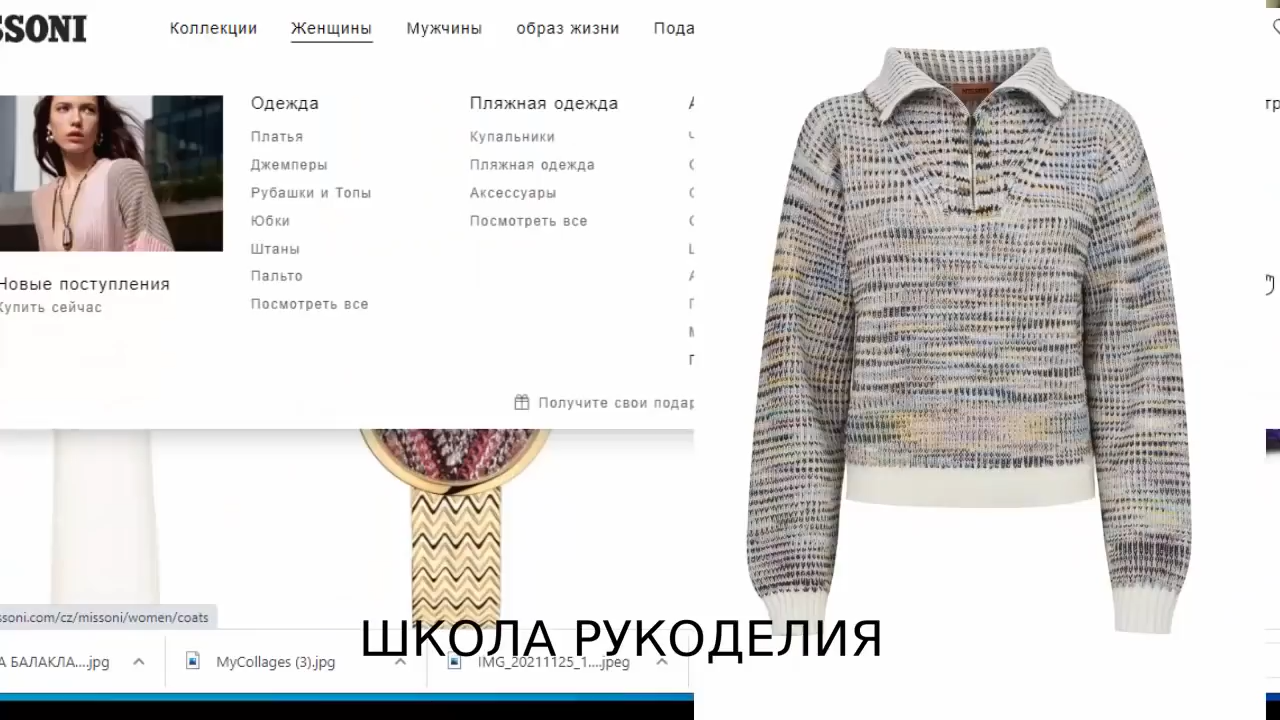 SSONI
Коллекции
Женщины
Мужчины
образ жизни
Пода
Одежда
Платья
Джемперы
Рубашки и Топы
Юбки
Штаны
Пальто
Посмотреть все
Пляжная одежда
Купальники
Пляжная одежда
Аксессуары
Посмотреть все
Новые поступления
Купить сейчас
Получите свои подар
ssoni.com/cz/missoni/women/coats
ШКОЛА РУКОДЕЛИЯ
А БАЛАКЛА....jpg
MyCollages (3).jpg
IMG_20211125_1....jpeg